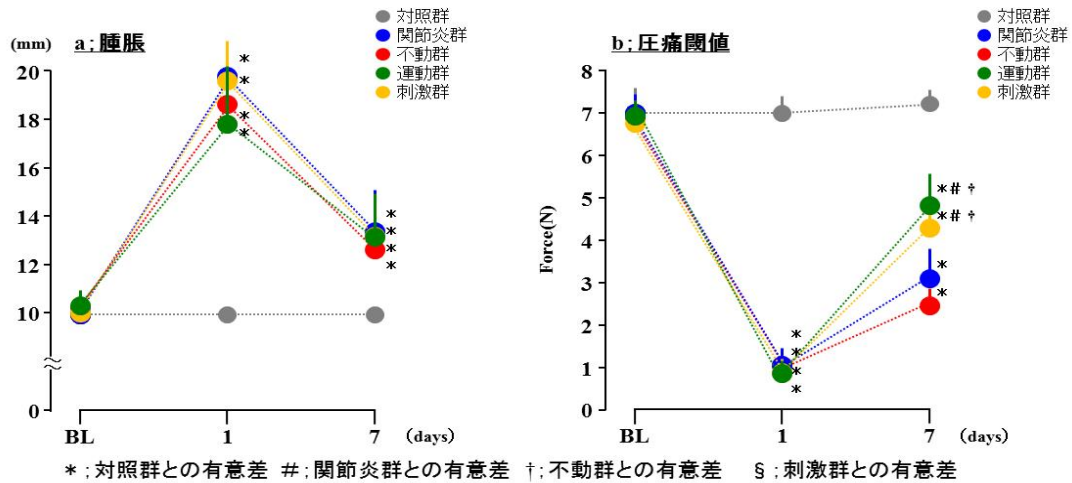 (mm)
a;腫脹
対照群
関節炎群
不動群
運動群
刺激群
20
18
16
14
12
10
0
BL
1
7
(days)
*
*
*
*
*
*
*
*
b;圧痛閾値
対照群
関節炎群
不動群
運動群
刺激群
Force(N)
8
7
6
5
4
3
2
1
0
BL
1
7
(days)
*
*
*
*
*# †
*# †
*
*
*;対照群との有意差 #;関節炎群との有意差 †;不動群との有意差 §;刺激群との有意差